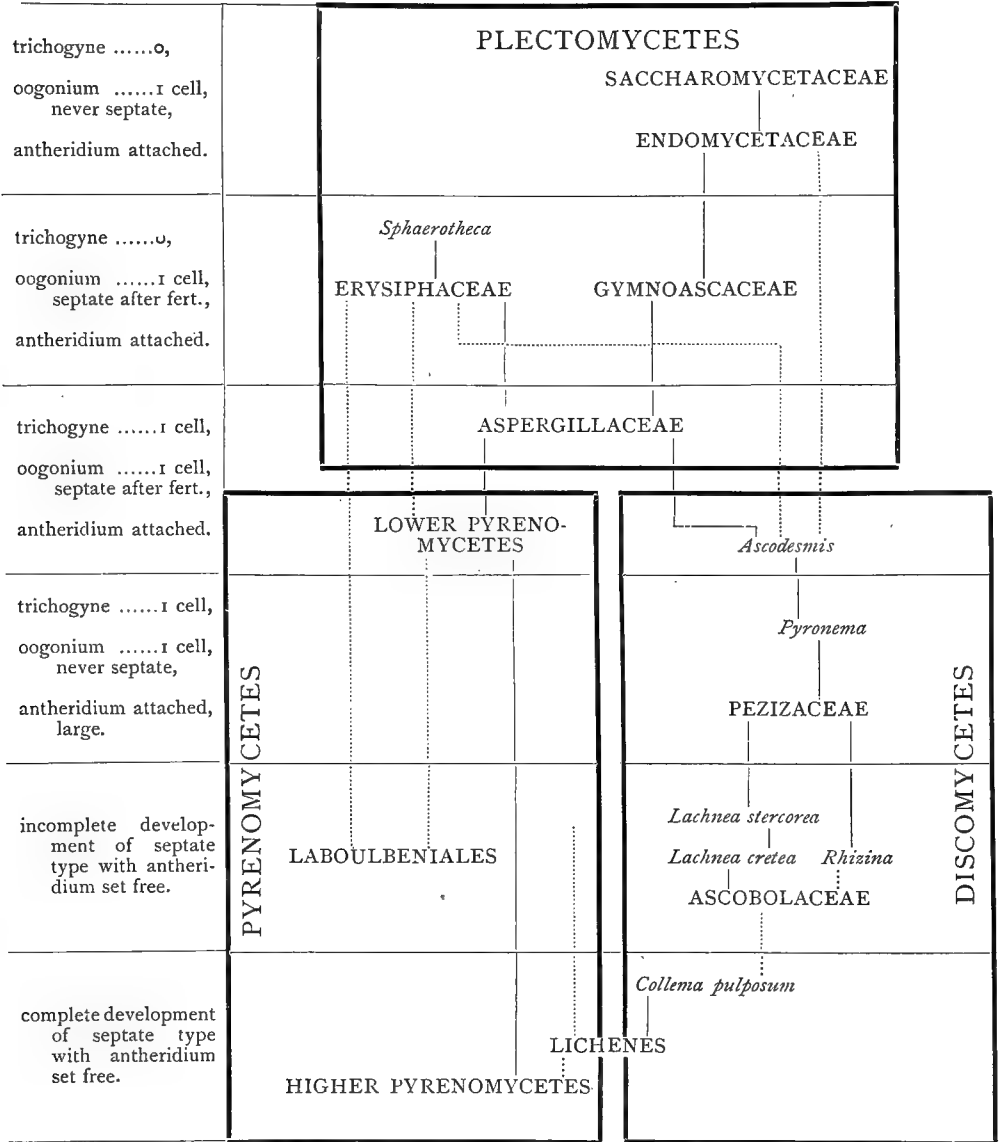 PLECTOMYCETES
trichogyne ......o,
oogonium ......1 cell,
never septate,
antheridium attached.
SACCHAROMYCETACEAE
ENDOMYCETACEAE
trichogyne ......o,
oogonium ......1 cell,
septate after fert.,
antheridium attached.
Sphaerotheca
ERYSIPHACEAE
GYMNOASCACEAE
trichogyne ......1 cell,
oogonium ......1 cell,
septate after fert.,
antheridium attached.
ASPERGILLACEAE
LOWER PYRENO-
MYCETES
Ascodesmis
trichogyne ......1 cell,
oogonium ......1 cell,
never septate,
antheridium attached,
large.
PYRENOMYCETES
Pyronema
PEZIZACEAE
DISCOMYCETES
incomplete develop-
ment of septate
type with antheri-
dium set free.
LABOULBENIALES
Lachnea stercorea
Lachnea cretea Rhizina
ASCOBOLACEAE
complete development
of septate type
with antheridium
set free.
Collema pulposum
LICHENES
HIGHER PYRENOMYCETES